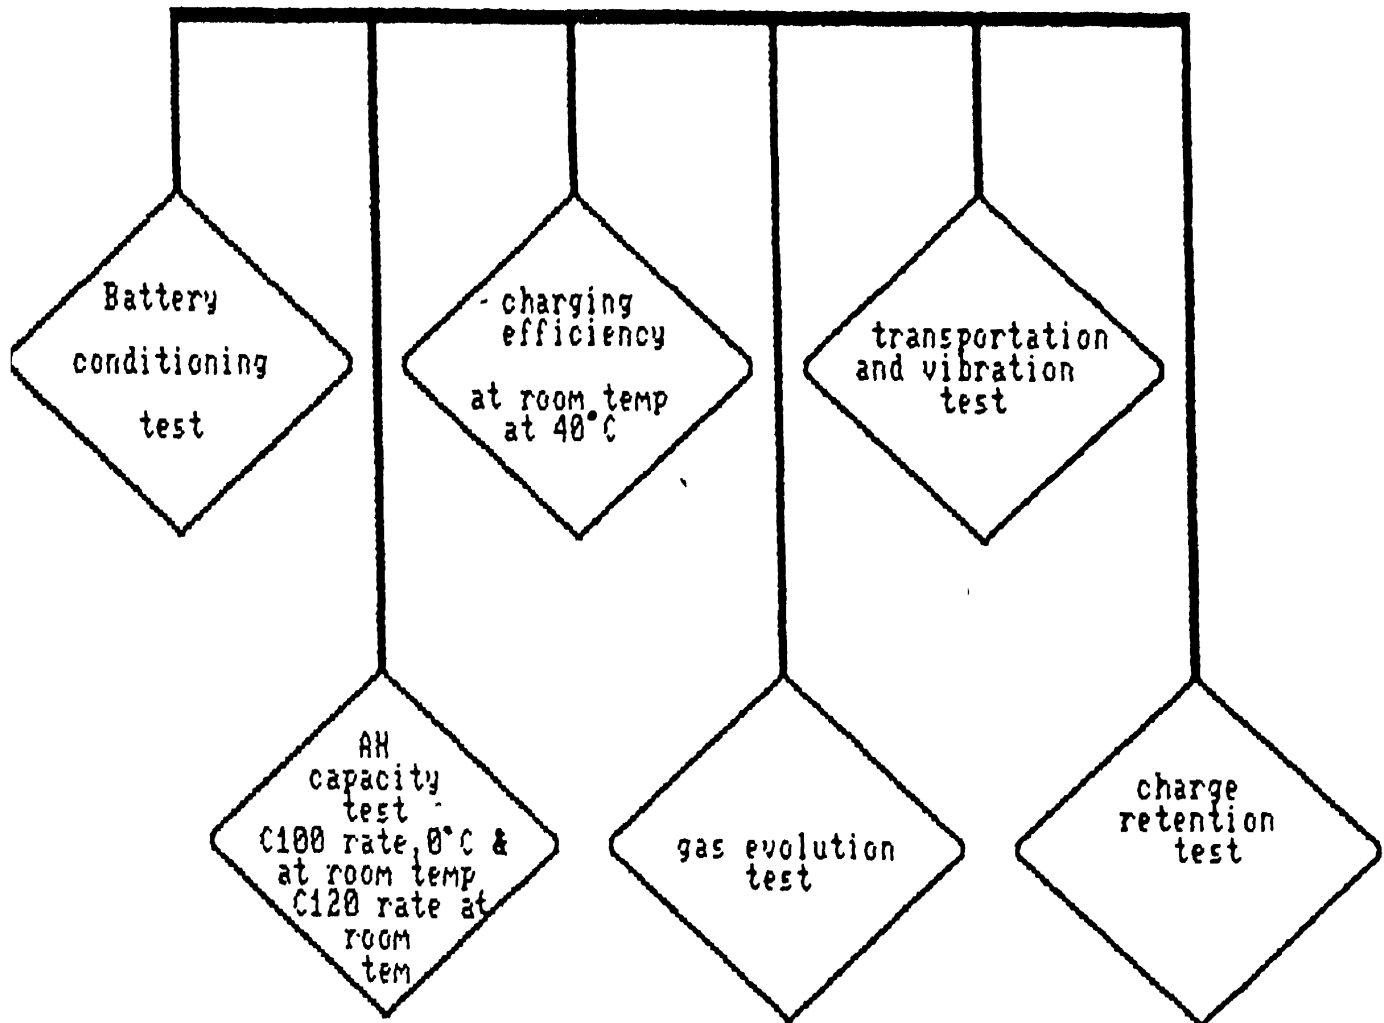 Battery
conditioning
test
charging
efficiency
at room temp
at 40°C
transportation
and vibration
test
AH
capacity
test
C100 rate,0°C &
at room temp
C120 rate at
room
tem
gas evolution
test
charge
retention
test